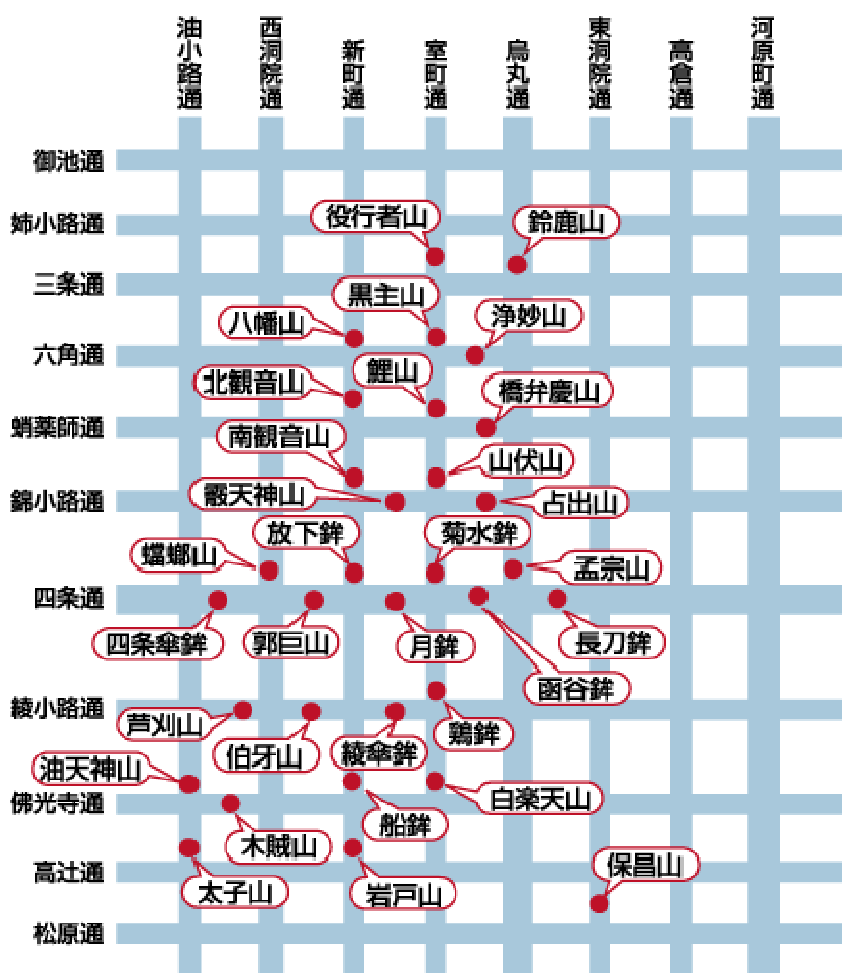 油小路通
西洞院通
新町通
室町通
烏丸通
東洞院通
高倉通
河原町通
御池通
姉小路通
役行者山
鈴鹿山
三条通
黒主山
八幡山
浄妙山
六角通
鯉山
北観音山
橋弁慶山
蛸薬師通
南観音山
山伏山
霰天神山
錦小路通
占出山
放下鉾
菊水鉾
蟷螂山
孟宗山
四条通
四条傘鉾
郭巨山
月鉾
長刀鉾
函谷鉾
綾小路通
芦刈山
伯牙山
綾傘鉾
鶏鉾
油天神山
佛光寺通
白楽天山
船鉾
木賊山
高辻通
保昌山
太子山
岩戸山
松原通